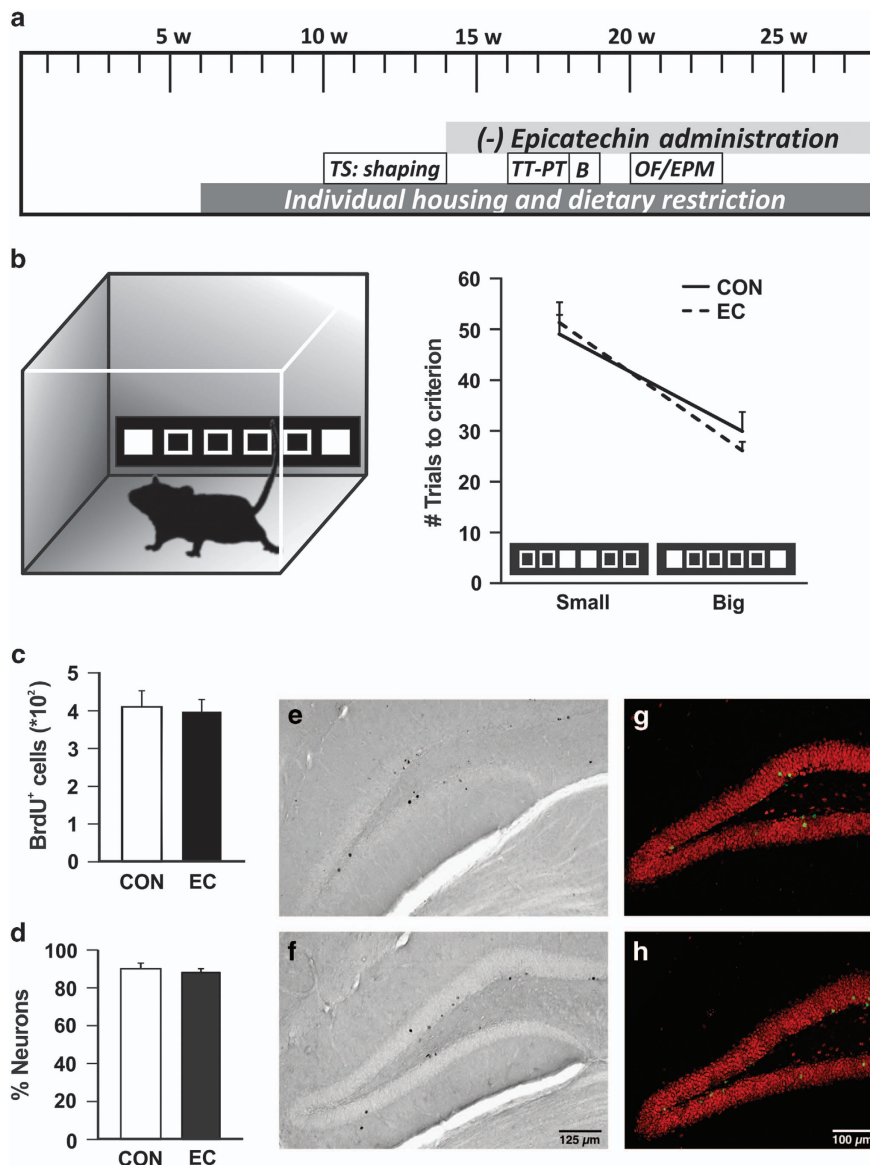 a
5 w 10 w 15 w 20 w 25 w
(-) Epicatechin administration
TS: shaping TT-PT B OF/EPM
Individual housing and dietary restriction
b
# Trials to criterion
60
50
40
30
20
10
0
CON
EC
Small Big
c
BrdU⁺ cells (*10²)
5
4
3
2
1
0
CON EC
d
% Neurons
100
80
60
40
20
0
CON EC
e
f
125 µm
g
h
100 µm